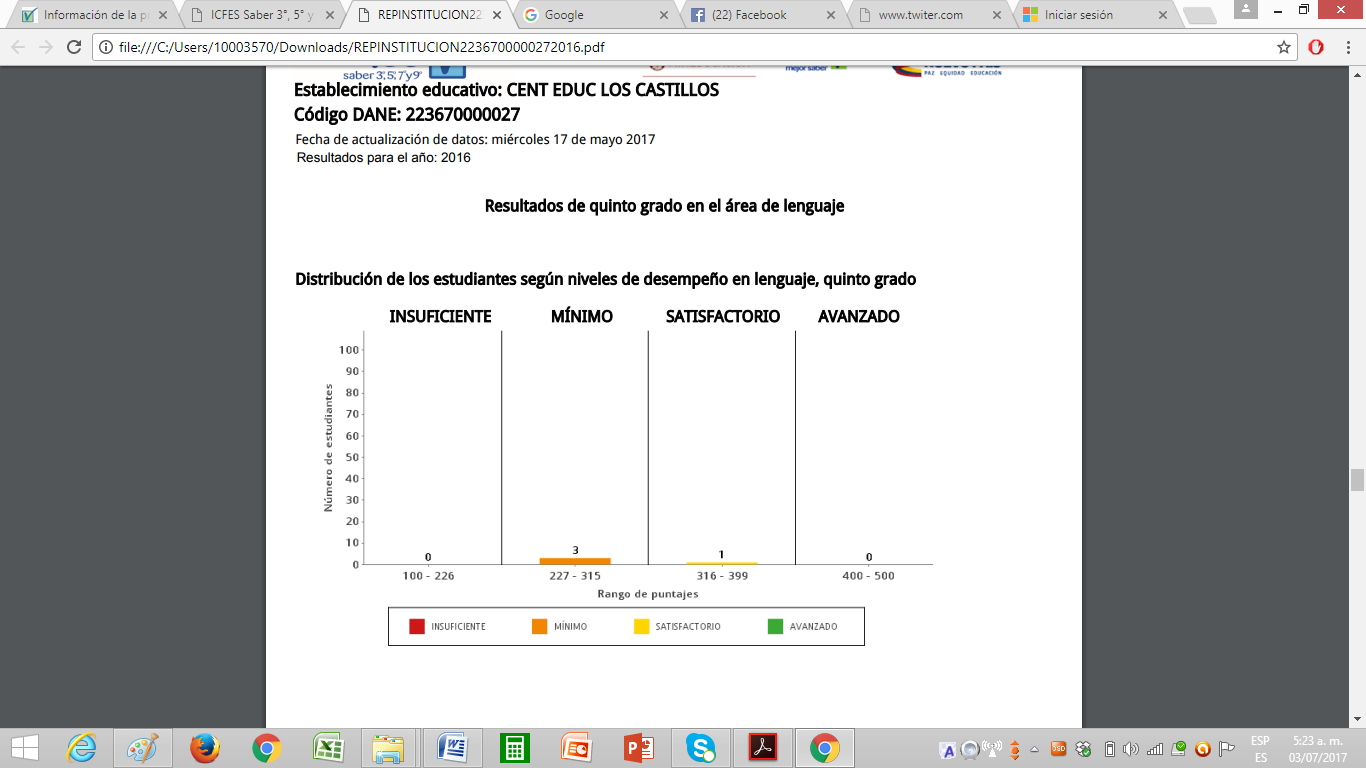 Información de la p
ICFES Saber 3°, 5° y
REPINSTITUCION22
Google
(22) Facebook
www.twiter.com
Iniciar sesión
file:///C:/Users/10003570/Downloads/REPINSTITUCION2236700000272016.pdf
saber 3°,5°,7°y9°
mejor saber
PAZ EQUIDAD EDUCACIÓN
Establecimiento educativo: CENT EDUC LOS CASTILLOS
Código DANE: 223670000027
Fecha de actualización de datos: miércoles 17 de mayo 2017
Resultados para el año: 2016
Resultados de quinto grado en el área de lenguaje
Distribución de los estudiantes según niveles de desempeño en lenguaje, quinto grado
INSUFICIENTE MÍNIMO SATISFACTORIO AVANZADO
Número de estudiantes
100
90
80
70
60
50
40
30
20
10
0
0 3 1 0
100 - 226 227 - 315 316 - 399 400 - 500
Rango de puntajes
INSUFICIENTE MÍNIMO SATISFACTORIO AVANZADO
ESP 5:23 a. m.
ES 03/07/2017